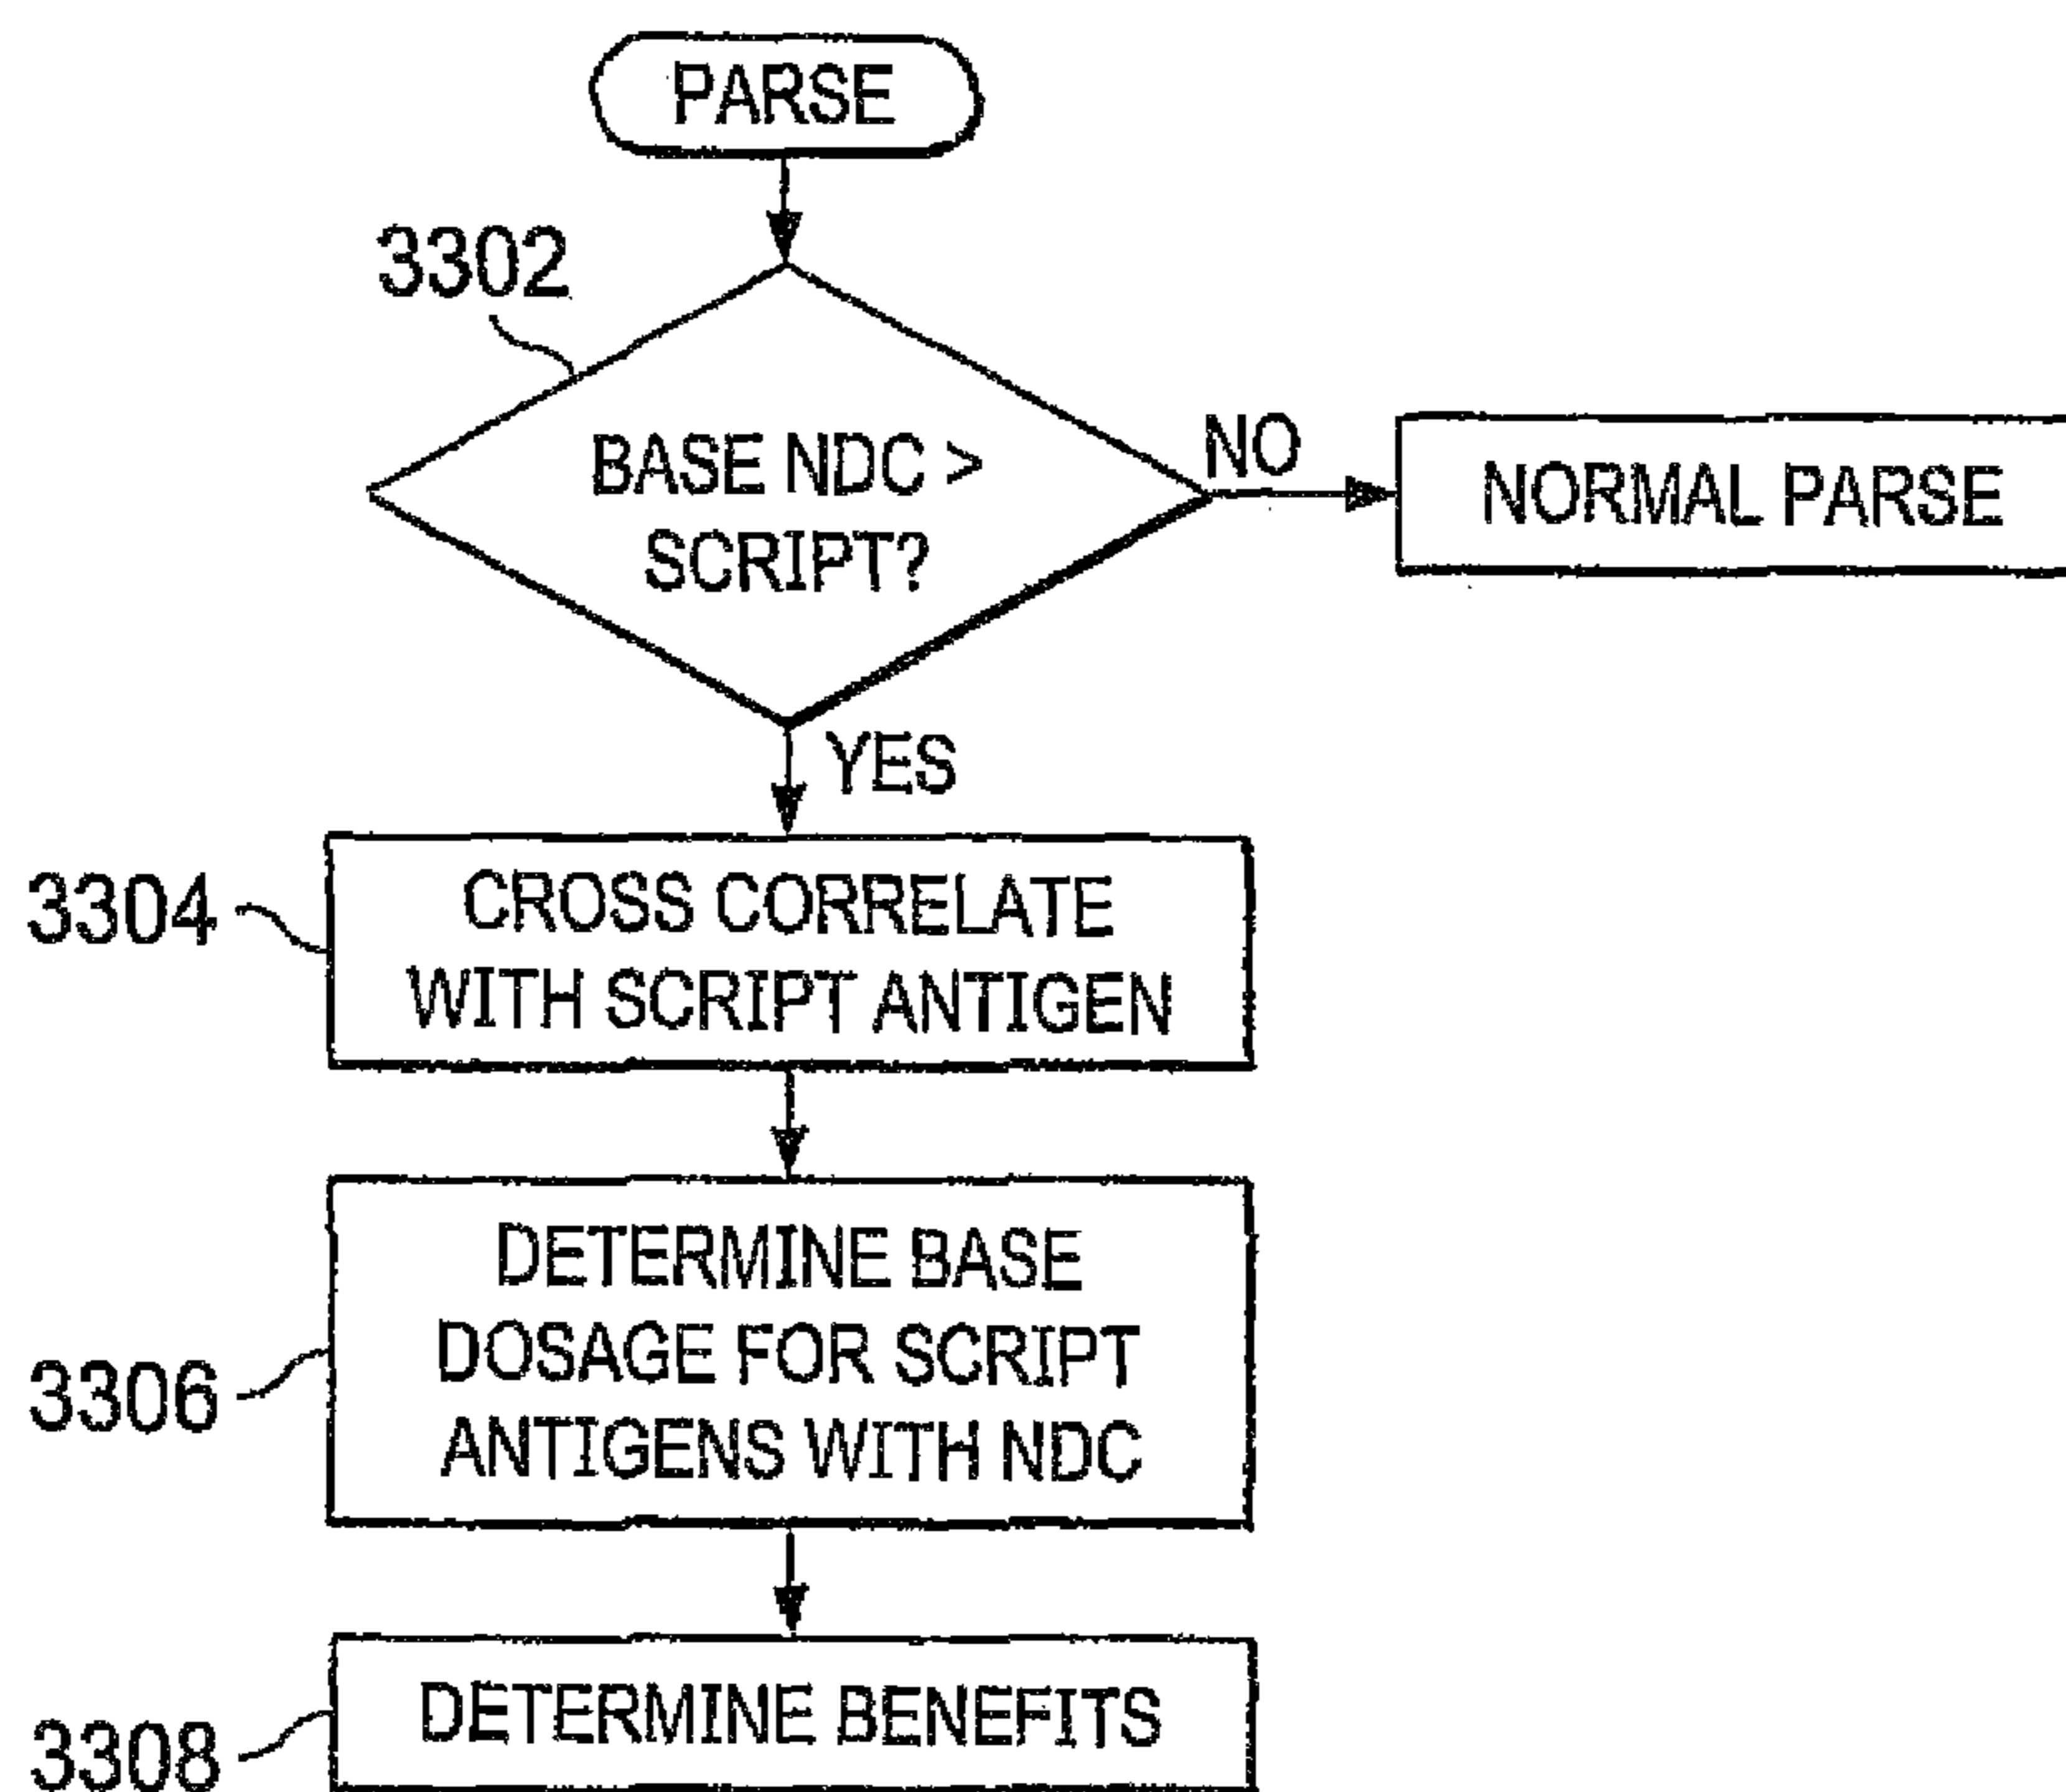 PARSE
3302
BASE NDC >
SCRIPT?
NO
NORMAL PARSE
YES
3304
CROSS CORRELATE
WITH SCRIPT ANTIGEN
3306
DETERMINE BASE
DOSAGE FOR SCRIPT
ANTIGENS WITH NDC
3308
DETERMINE BENEFITS